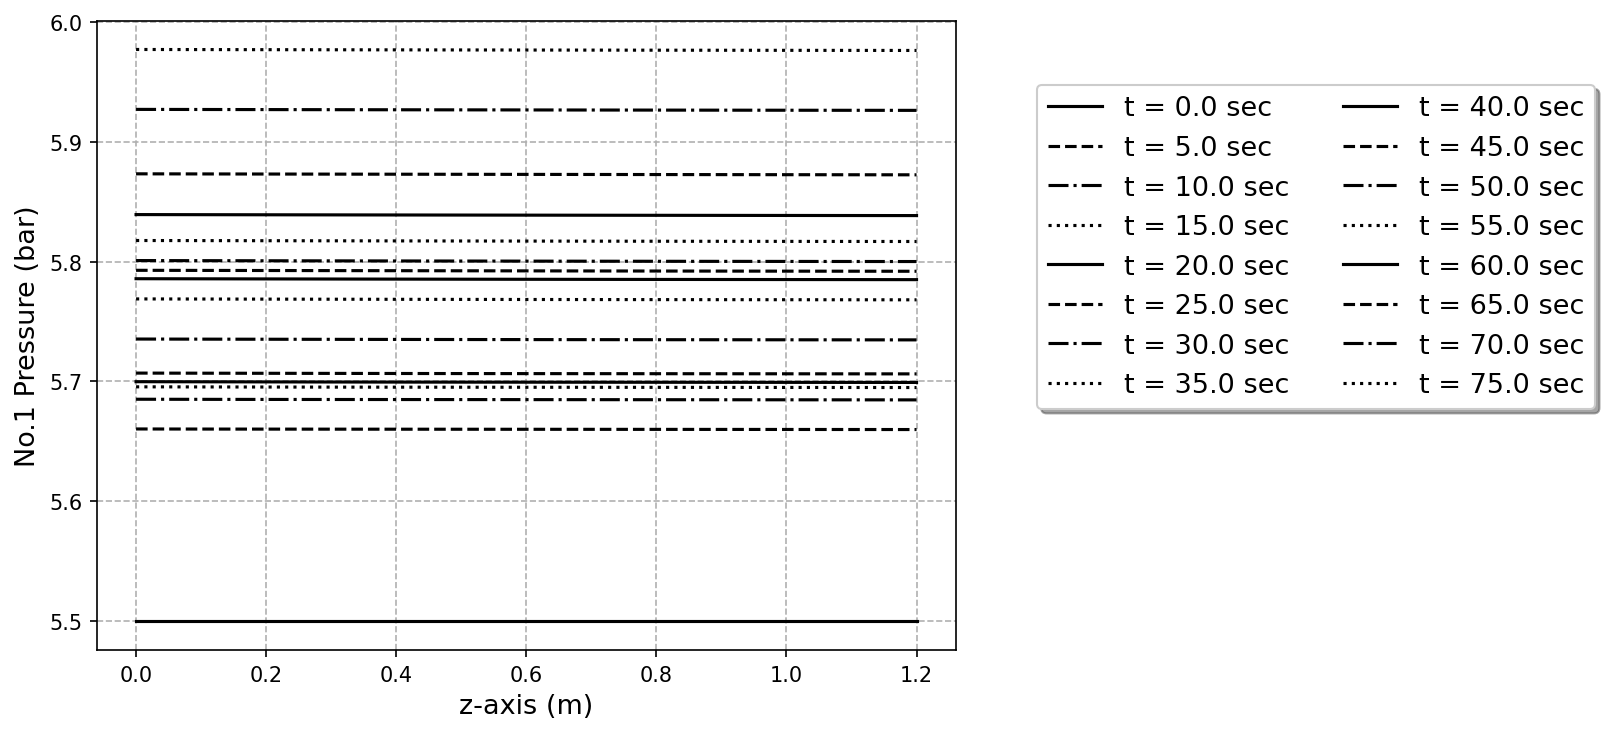 6.0
5.9
5.8
5.7
5.6
5.5
No.1 Pressure (bar)
0.0 0.2 0.4 0.6 0.8 1.0 1.2
z-axis (m)
t = 0.0 sec
t = 5.0 sec
t = 10.0 sec
t = 15.0 sec
t = 20.0 sec
t = 25.0 sec
t = 30.0 sec
t = 35.0 sec
t = 40.0 sec
t = 45.0 sec
t = 50.0 sec
t = 55.0 sec
t = 60.0 sec
t = 65.0 sec
t = 70.0 sec
t = 75.0 sec